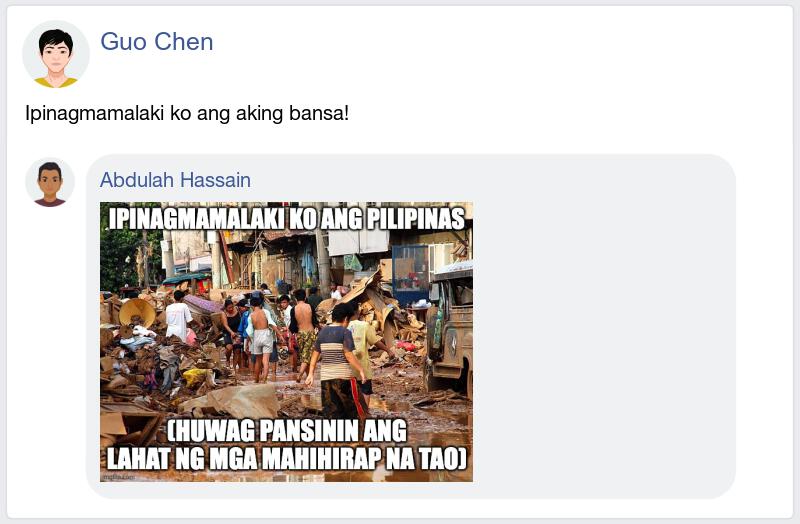 Guo Chen
Ipinagmamalaki ko ang aking bansa!
Abdulah Hassain
IPINAGMAMALAKI KO ANG PILIPINAS
(HUWAG PANSININ ANG
LAHAT NG MGA MAHIHIRAP NA TAO)
imgflip.com